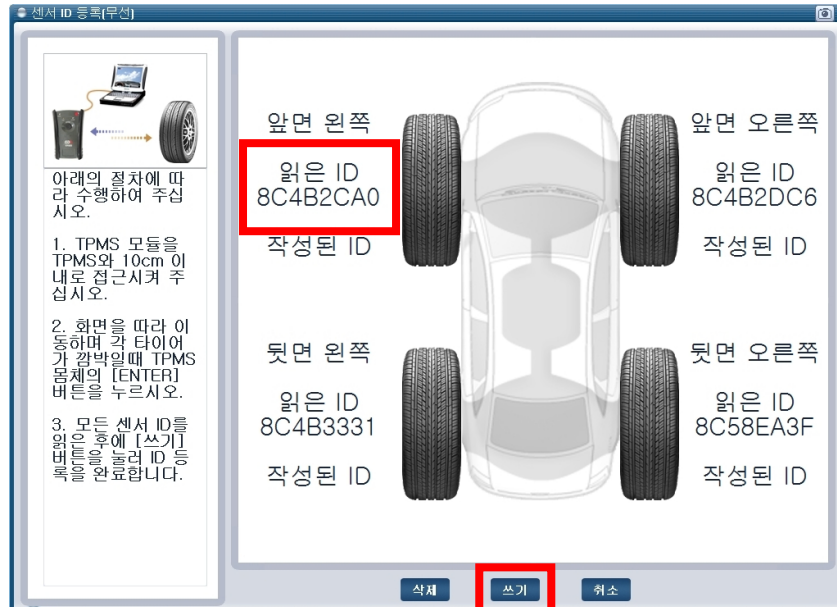 센서 ID 등록(무선)
아래의 절차에 따
라 수행하여 주십
시오.
1. TPMS 모듈을
TPMS와 10cm 이
내로 접근시켜 주
십시오.
2. 화면을 따라 이
동하며 각 타이어
가 깜박일때 TPMS
몸체의 [ENTER]
버튼을 누르시오.
3. 모든 센서 ID를
읽은 후에 [쓰기]
버튼을 눌러 ID 등
록을 완료합니다.
앞면 왼쪽
읽은 ID
8C4B2CA0
작성된 ID
앞면 오른쪽
읽은 ID
8C4B2DC6
작성된 ID
뒷면 왼쪽
읽은 ID
8C4B3331
작성된 ID
뒷면 오른쪽
읽은 ID
8C58EA3F
작성된 ID
삭제
쓰기
취소